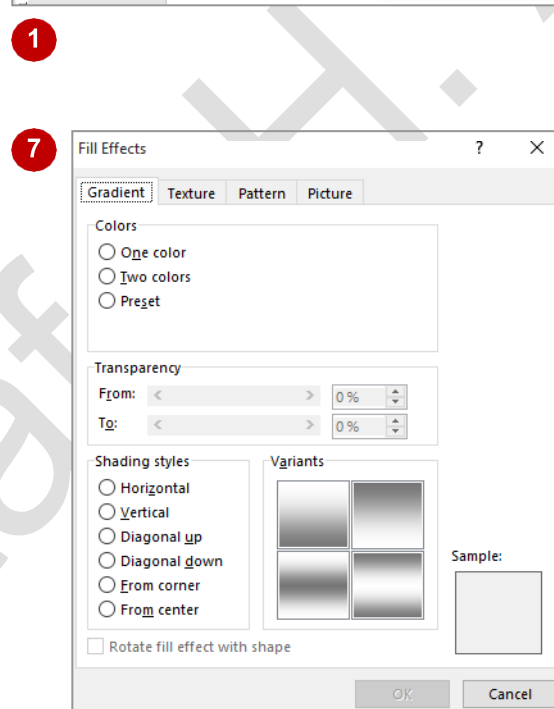 1
7
Fill Effects ? X
Gradient Texture Pattern Picture
Colors
One color
Two colors
Preset
Transparency
From: < > 0 %
To: < > 0 %
Shading styles Variants
Horizontal
Vertical
Diagonal up
Diagonal down
From corner
From center
Sample:
Rotate fill effect with shape
OK Cancel